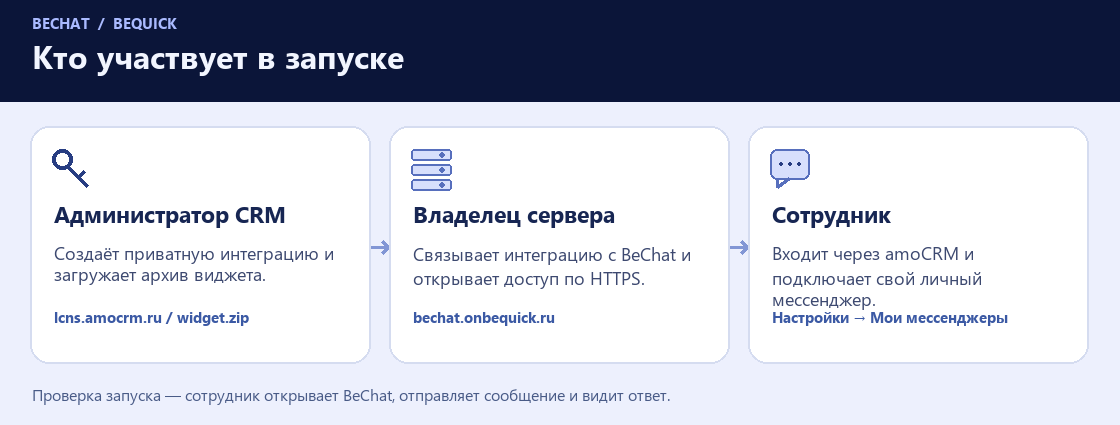 BECHAT / BEQUICK
Кто участвует в запуске
Администратор CRM
Создаёт приватную интеграцию и
загружает архив виджета.
lcns.amocrm.ru / widget.zip
→
Владелец сервера
Связывает интеграцию с BeChat и
открывает доступ по HTTPS.
bechat.onbequick.ru
→
Сотрудник
Входит через amoCRM и
подключает свой личный
мессенджер.
Настройки → Мои мессенджеры
Проверка запуска — сотрудник открывает BeChat, отправляет сообщение и видит ответ.